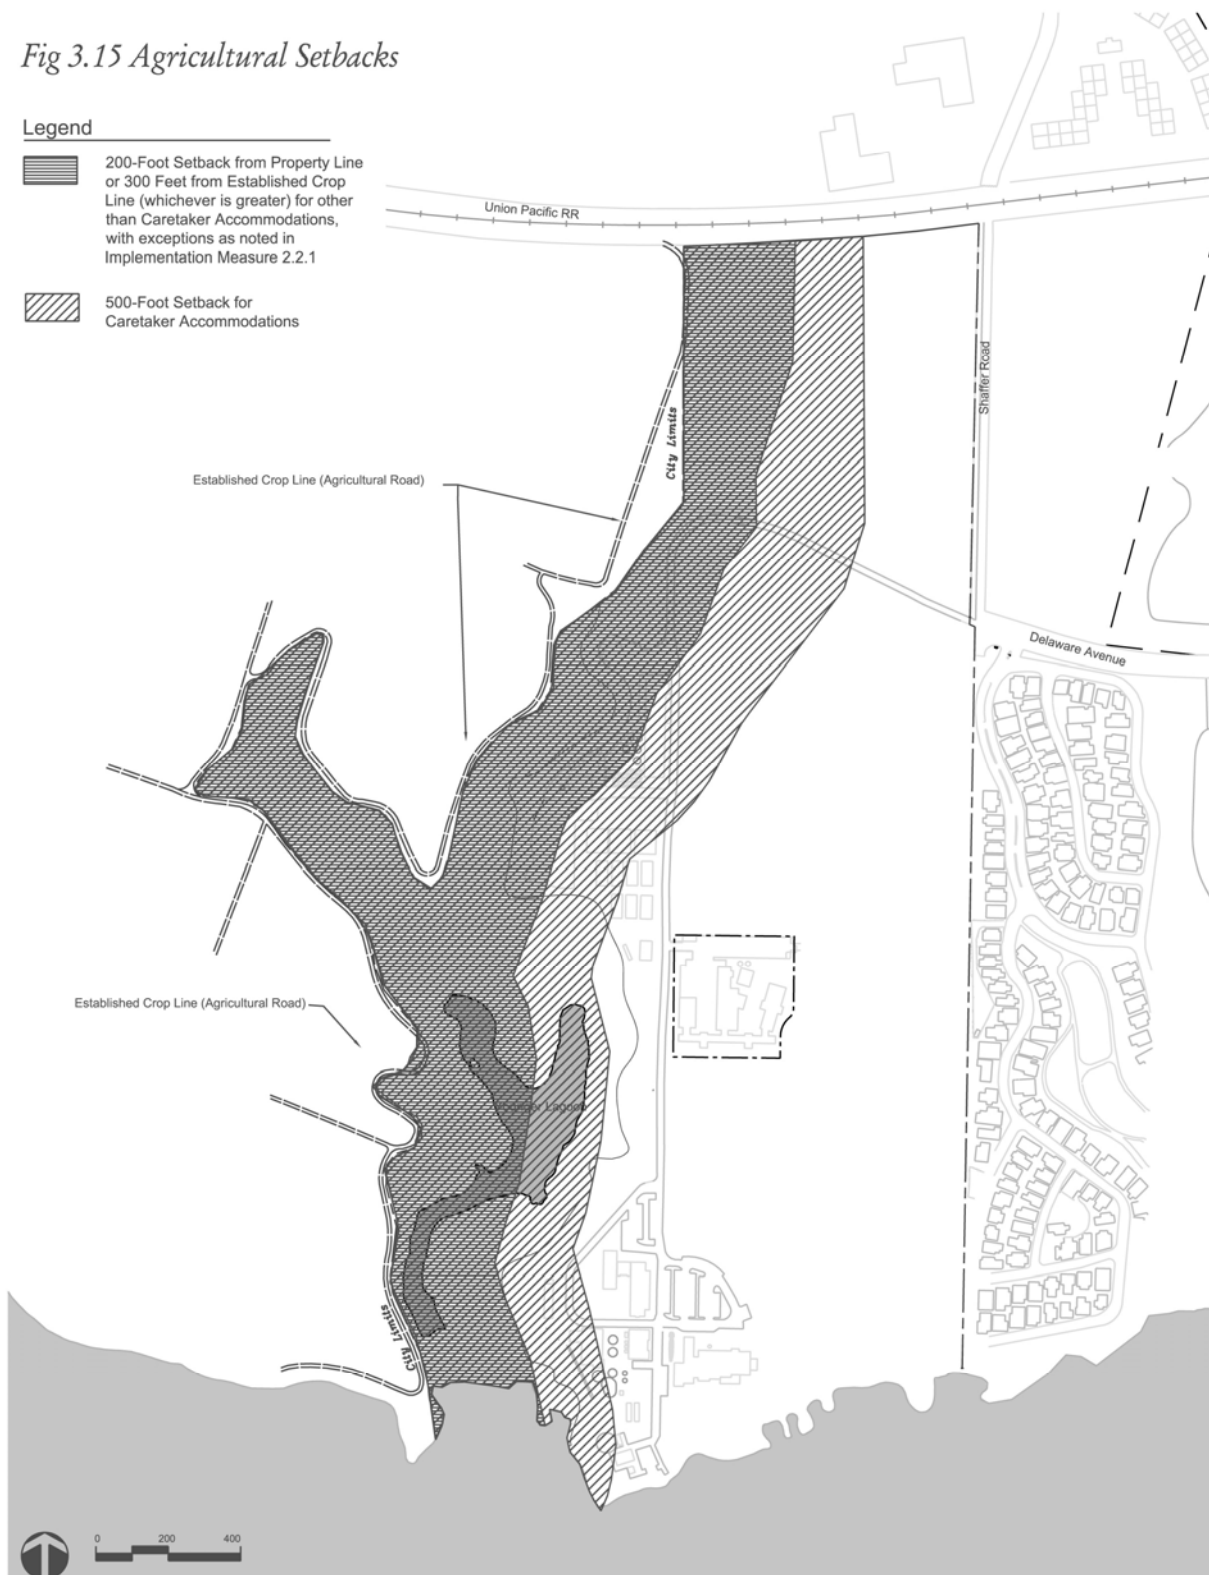 Fig 3.15 Agricultural Setbacks
Legend
200-Foot Setback from Property Line
or 300 Feet from Established Crop
Line (whichever is greater) for other
than Caretaker Accommodations,
with exceptions as noted in
Implementation Measure 2.2.1
500-Foot Setback for
Caretaker Accommodations
Union Pacific RR
Shaffer Road
City Limits
Established Crop Line (Agricultural Road)
Delaware Avenue
Established Crop Line (Agricultural Road)
City Limits
0 200 400